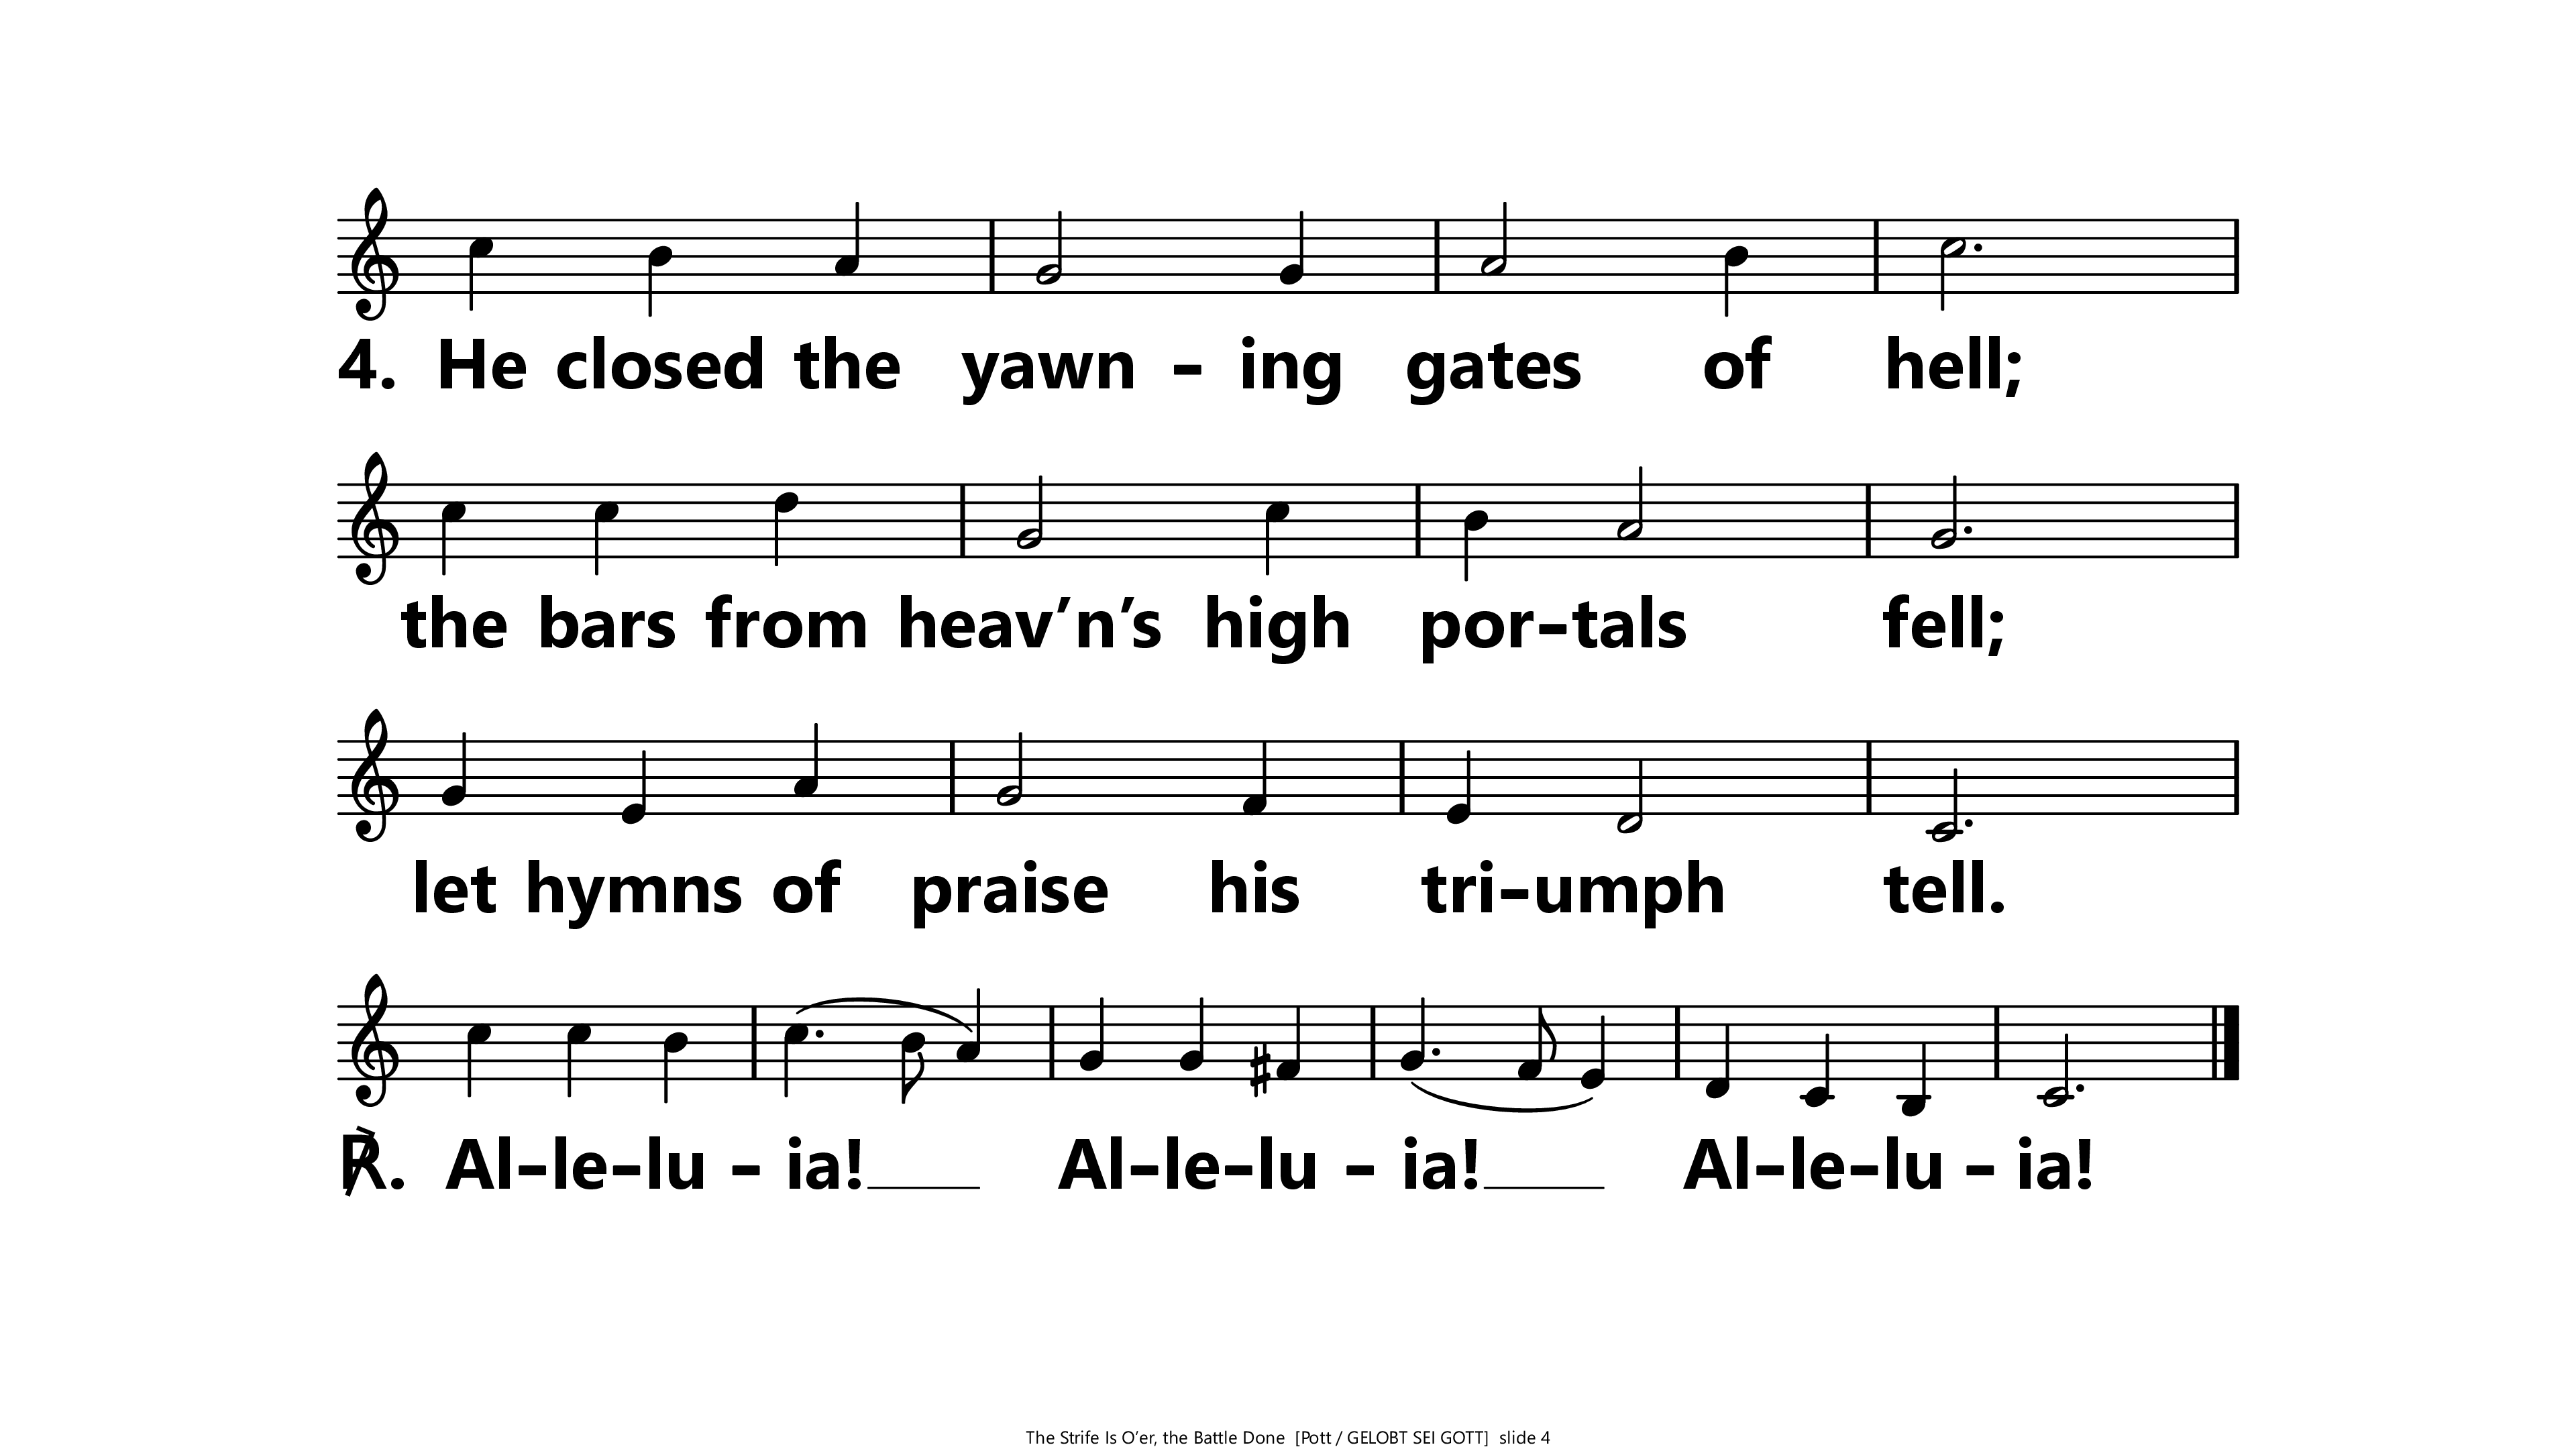 4. He closed the yawn - ing gates of hell;
the bars from heav’n’s high por-tals fell;
let hymns of praise his tri-umph tell.
℟. Al-le-lu - ia!____ Al-le-lu - ia!____ Al-le-lu - ia!
The Strife Is O’er, the Battle Done [Pott / GELOBT SEI GOTT] slide 4